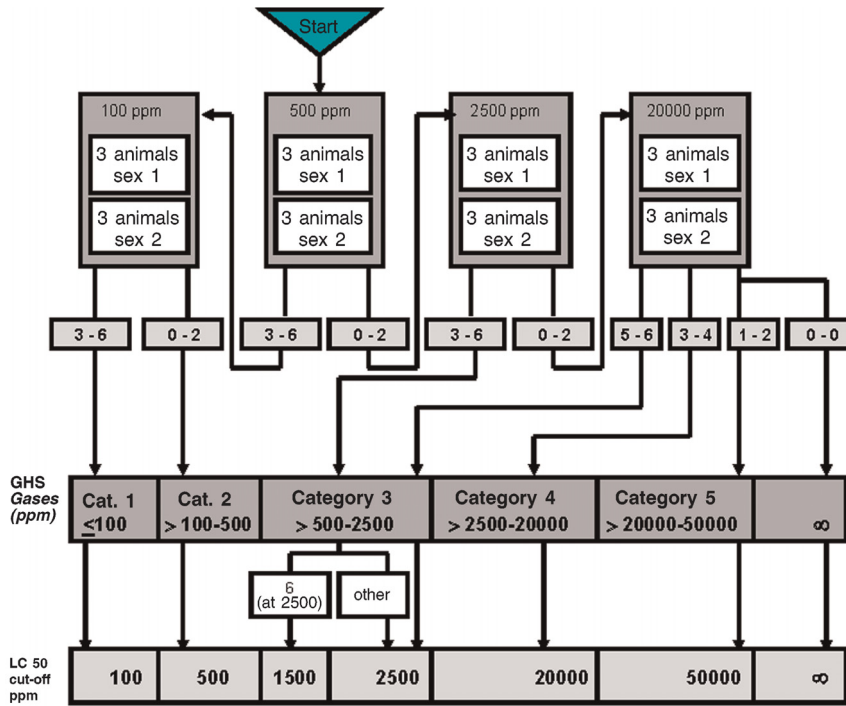 Start
100 ppm
500 ppm
2500 ppm
20000 ppm
3 animals
sex 1
3 animals
sex 1
3 animals
sex 1
3 animals
sex 1
3 animals
sex 2
3 animals
sex 2
3 animals
sex 2
3 animals
sex 2
3 - 6
0 - 2
3 - 6
0 - 2
3 - 6
0 - 2
5 - 6
3 - 4
1 - 2
0 - 0
GHS
Gases
(ppm)
Cat. 1
≤100
Cat. 2
> 100-500
Category 3
> 500-2500
Category 4
> 2500-20000
Category 5
> 20000-50000
∞
6
(at 2500)
other
LC 50
cut-off
ppm
100
500
1500
2500
20000
50000
∞